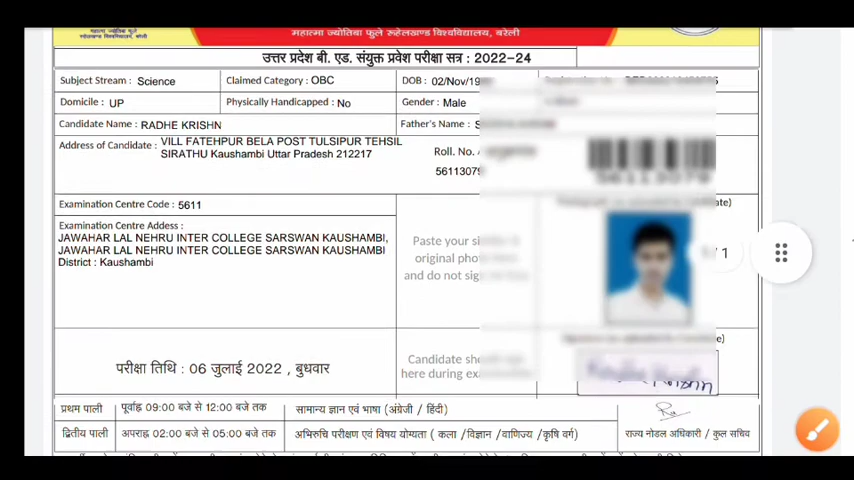 महात्मा ज्योतिबा फुले रुहेलखण्ड विश्वविद्यालय, बरेली
उत्तर प्रदेश बी. एड. संयुक्त प्रवेश परीक्षा सत्र : 2022-24
Subject Stream : Science Claimed Category : OBC DOB : 02/Nov/19
Domicile : UP Physically Handicapped : No Gender : Male
Candidate Name : RADHE KRISHN Father's Name :
Address of Candidate : VILL FATEHPUR BELA POST TULSIPUR TEHSIL
SIRATHU Kaushambi Uttar Pradesh 212217
Roll. No.
56113079
56113079
Examination Centre Code : 5611
Examination Centre Addess :
JAWAHAR LAL NEHRU INTER COLLEGE SARSWAN KAUSHAMBI,
JAWAHAR LAL NEHRU INTER COLLEGE SARSWAN KAUSHAMBI
District : Kaushambi
Paste your
original
and do not
/ 1
परीक्षा तिथि : 06 जुलाई 2022 , बुधवार
Candidate
here during
प्रथम पाली पूर्वाह्न 09:00 बजे से 12:00 बजे तक सामान्य ज्ञान एवं भाषा (अंग्रेजी / हिंदी)
द्वितीय पाली अपराह्न 02:00 बजे से 05:00 बजे तक अभिरुचि परीक्षण एवं विषय योग्यता ( कला /विज्ञान /वाणिज्य /कृषि वर्ग) राज्य नोडल अधिकारी / कुल सचिव